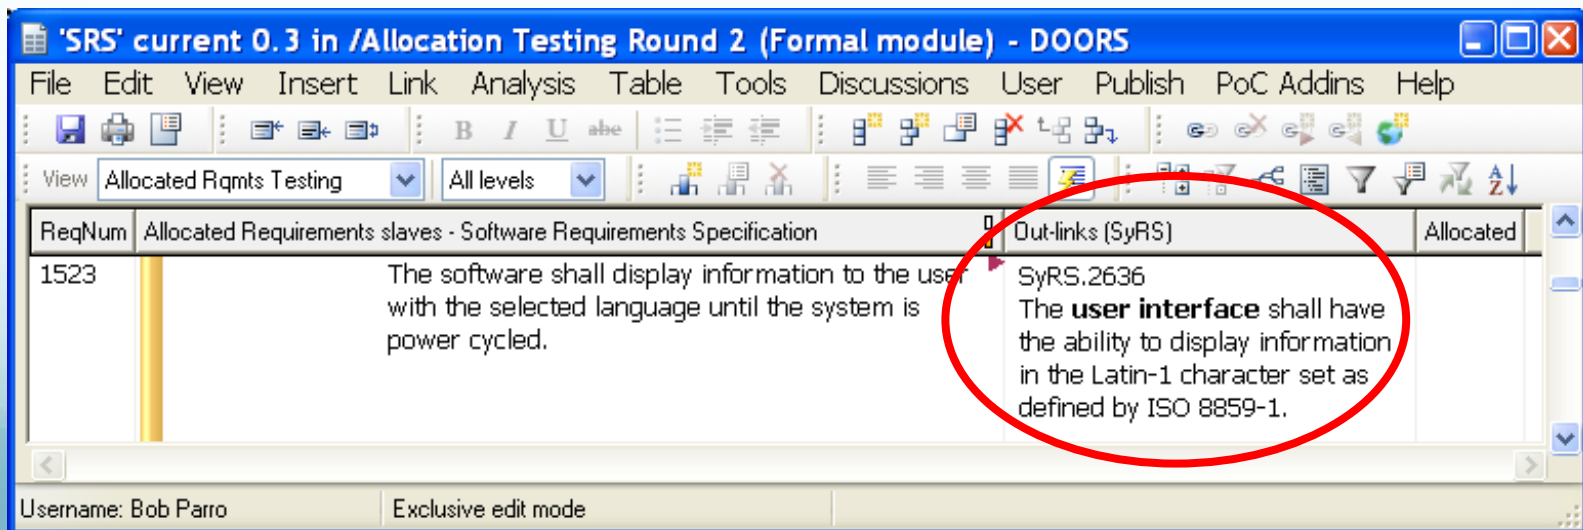 'SRS' current 0.3 in /Allocation Testing Round 2 (Formal module) - DOORS
File Edit View Insert Link Analysis Table Tools Discussions User Publish PoC Addins Help
B I U abc
View Allocated Rqmts Testing All levels
ReqNum Allocated Requirements slaves - Software Requirements Specification Out-links (SyRS) Allocated
1523 The software shall display information to the user
with the selected language until the system is
power cycled.
SyRS.2636
The user interface shall have
the ability to display information
in the Latin-1 character set as
defined by ISO 8859-1.
Username: Bob Parro Exclusive edit mode